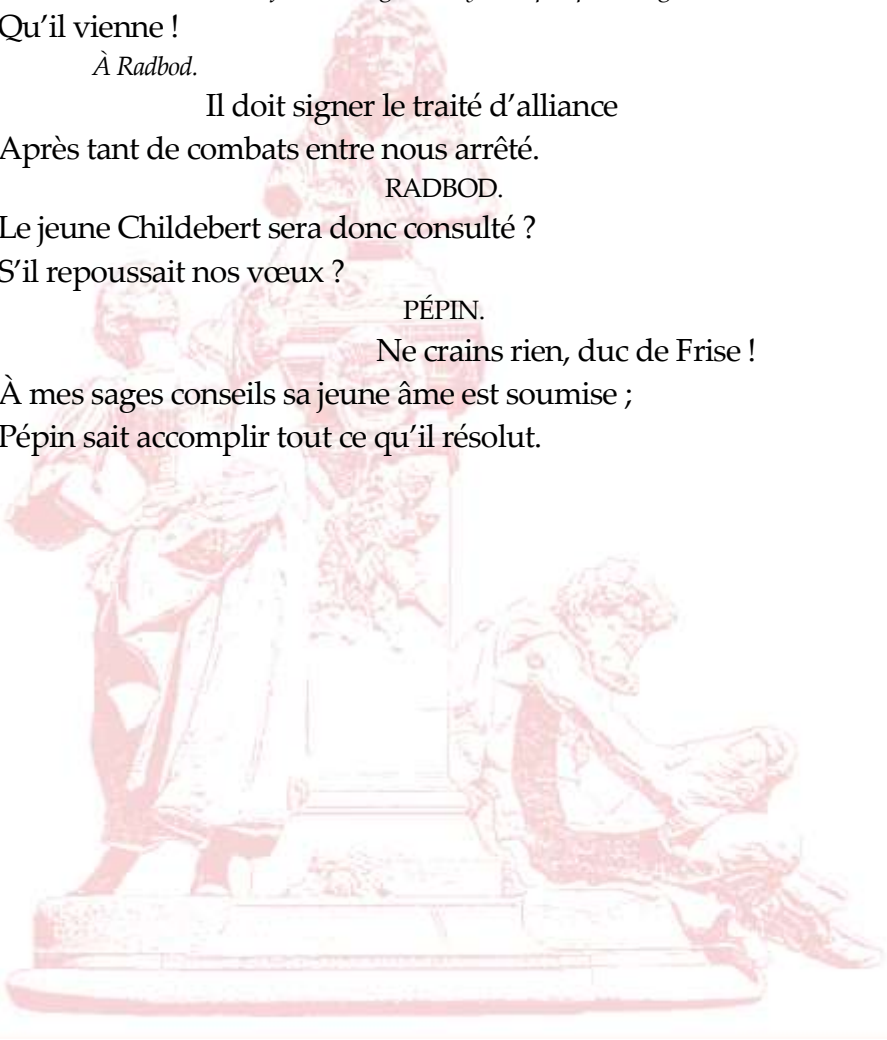 Qu’il vienne !
À Radbod.
Il doit signer le traité d’alliance
Après tant de combats entre nous arrêté.
RADBOD.
Le jeune Childebert sera donc consulté ?
S’il repoussait nos vœux ?
PÉPIN.
Ne crains rien, duc de Frise !
À mes sages conseils sa jeune âme est soumise ;
Pépin sait accomplir tout ce qu’il résolut.